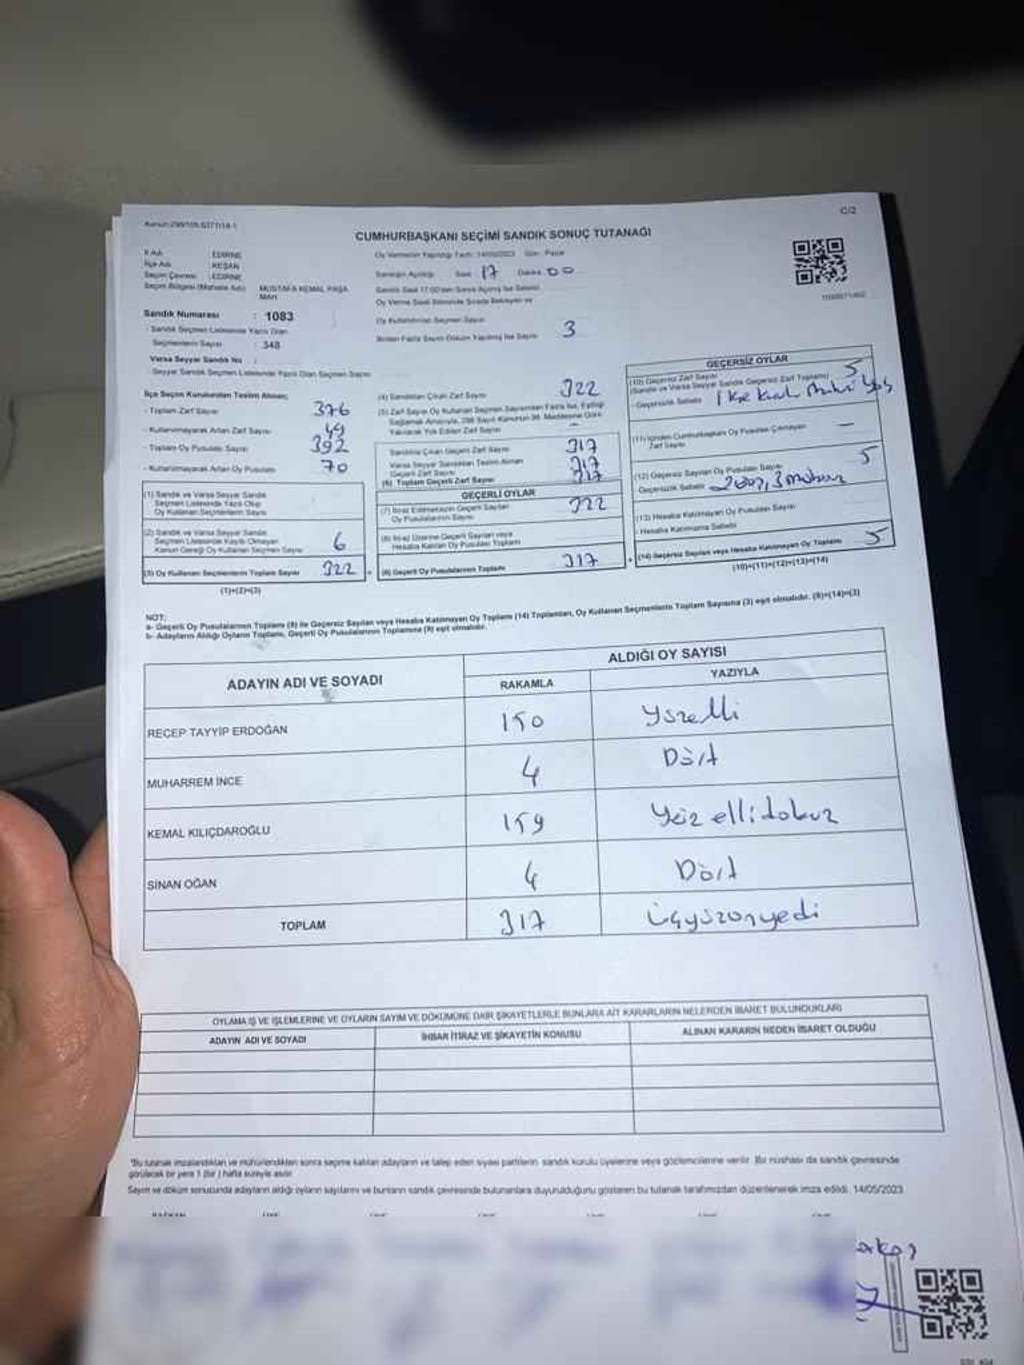 C/2
CUMHURBAŞKANI SEÇİMİ SANDIK SONUÇ TUTANAĞI
İl Adı EDİRNE
İlçe Adı KEŞAN
Seçim Çevresi EDİRNE
Seçim Bölgesi (Mahalle Adı) MUSTAFA KEMAL PAŞA MAH
Sandık Numarası : 1083
- Sandık Seçmen Listesinde Yazılı Olan
Seçmenlerin Sayısı : 348
Varsa Seyyar Sandık No :
- Seyyar Sandık Seçmen Listesinde Yazılı Olan Seçmen Sayısı
Oy Vermenin Yapıldığı Tarih: 14/05/2023 Gün: Pazar
Sandığın Açıldığı Saat 17 Dakika 00
Oy Kullandırılan Seçmen Sayısı
Birden Fazla Sayım Döküm Yapılmış İse Sayısı 3
İlçe Seçim Kurulundan Teslim Alınan;
- Toplam Zarf Sayısı 376
- Kullanılmayarak Artan Zarf Sayısı 49
- Toplam Oy Pusulası Sayısı 392
- Kullanılmayarak Artan Oy Pusulası 70
(1) Sandık ve Varsa Seyyar Sandık
Seçmen Listesinde Yazılı Olup
Oy Kullanan Seçmenlerin Sayısı
(2) Sandık ve Varsa Seyyar Sandık
Seçmen Listesinde Kayıtlı Olmayan
Kanun Gereği Oy Kullanan Seçmen Sayısı 6
(3) Oy Kullanan Seçmenlerin Toplam Sayısı 322
(1)+(2)=(3)
(4) Sandıktan Çıkan Zarf Sayısı 322
(5) Zarf Sayısı Oy Kullanan Seçmen Sayısından Fazla İse, Eşitliği
Sağlamak Amacıyla, 298 Sayılı Kanunun 98. Maddesine Göre
Yakılarak Yok Edilen Zarf Sayısı –
Sandıktan Çıkan Geçerli Zarf Sayısı 317
Varsa Seyyar Sandıktan Teslim Alınan
Geçerli Zarf Sayısı 317
(6) Toplam Geçerli Zarf Sayısı 317
GEÇERLİ OYLAR
(7) İtiraz Edilmeksizin Geçerli Sayılan
Oy Pusulalarının Sayısı 322
(8) İtiraz Üzerine Geçerli Sayılan veya
Hesaba Katılan Oy Pusulaları Toplamı
(9) Geçerli Oy Pusulalarının Toplamı 317
GEÇERSİZ OYLAR
(10) Geçersiz Zarf Sayısı
(Sandık ve Varsa Seyyar Sandık Geçersiz Zarf Toplamı) 5
- Geçersizlik Sebebi
(11) İçinden Cumhurbaşkanı Oy Pusulası Çıkmayan
Zarf Sayısı –
(12) Geçersiz Sayılan Oy Pusulası Sayısı 5
Geçersizlik Sebebi
(13) Hesaba Katılmayan Oy Pusulası Sayısı
- Hesaba Katılmama Sebebi
(14) Geçersiz Sayılan veya Hesaba Katılmayan Oy Toplamı 5
(10)+(11)+(12)+(13)=(14)
NOT:
a- Geçerli Oy Pusulalarının Toplamı (9) ile Geçersiz Sayılan veya Hesaba Katılmayan Oy Toplamı (14) Toplamları, Oy Kullanan Seçmenlerin Toplam Sayısına (3) eşit olmalıdır. (9)+(14)=(3)
b- Adayların Aldığı Oyların Toplamı, Geçerli Oy Pusulalarının Toplamına (9) eşit olmalıdır.
ADAYIN ADI VE SOYADI ALDIĞI OY SAYISI
RAKAMLA YAZIYLA
RECEP TAYYİP ERDOĞAN 150 Yüzelli
MUHARREM İNCE 4 Dört
KEMAL KILIÇDAROĞLU 159 Yüz ellidokuz
SİNAN OĞAN 4 Dört
TOPLAM 317 Üçyüzonyedi
OYLAMA İŞ VE İŞLEMLERİNE VE OYLARIN SAYIM VE DÖKÜMÜNE DAİR ŞİKAYETLERLE BUNLARA AİT KARARLARIN NELERDEN İBARET BULUNDUKLARI
ADAYIN ADI VE SOYADI İHBAR İTİRAZ VE ŞİKAYETİN KONUSU ALINAN KARARIN NEDEN İBARET OLDUĞU
*Bu tutanak imzalandıktan ve mühürlendikten sonra seçime katılan adayların ve talep eden siyasi partilerin sandık kurulu üyelerine veya gözlemcilerine verilir. Bir nüshası da sandık çevresinde
görülecek bir yere 1 (bir) hafta süreyle asılır.
Sayım ve döküm sonucunda adayların aldığı oyların sayılarını ve bunların sandık çevresinde bulunanlara duyurulduğunu gösteren bu tutanak tarafımızdan düzenlenerek imza edildi. 14/05/2023